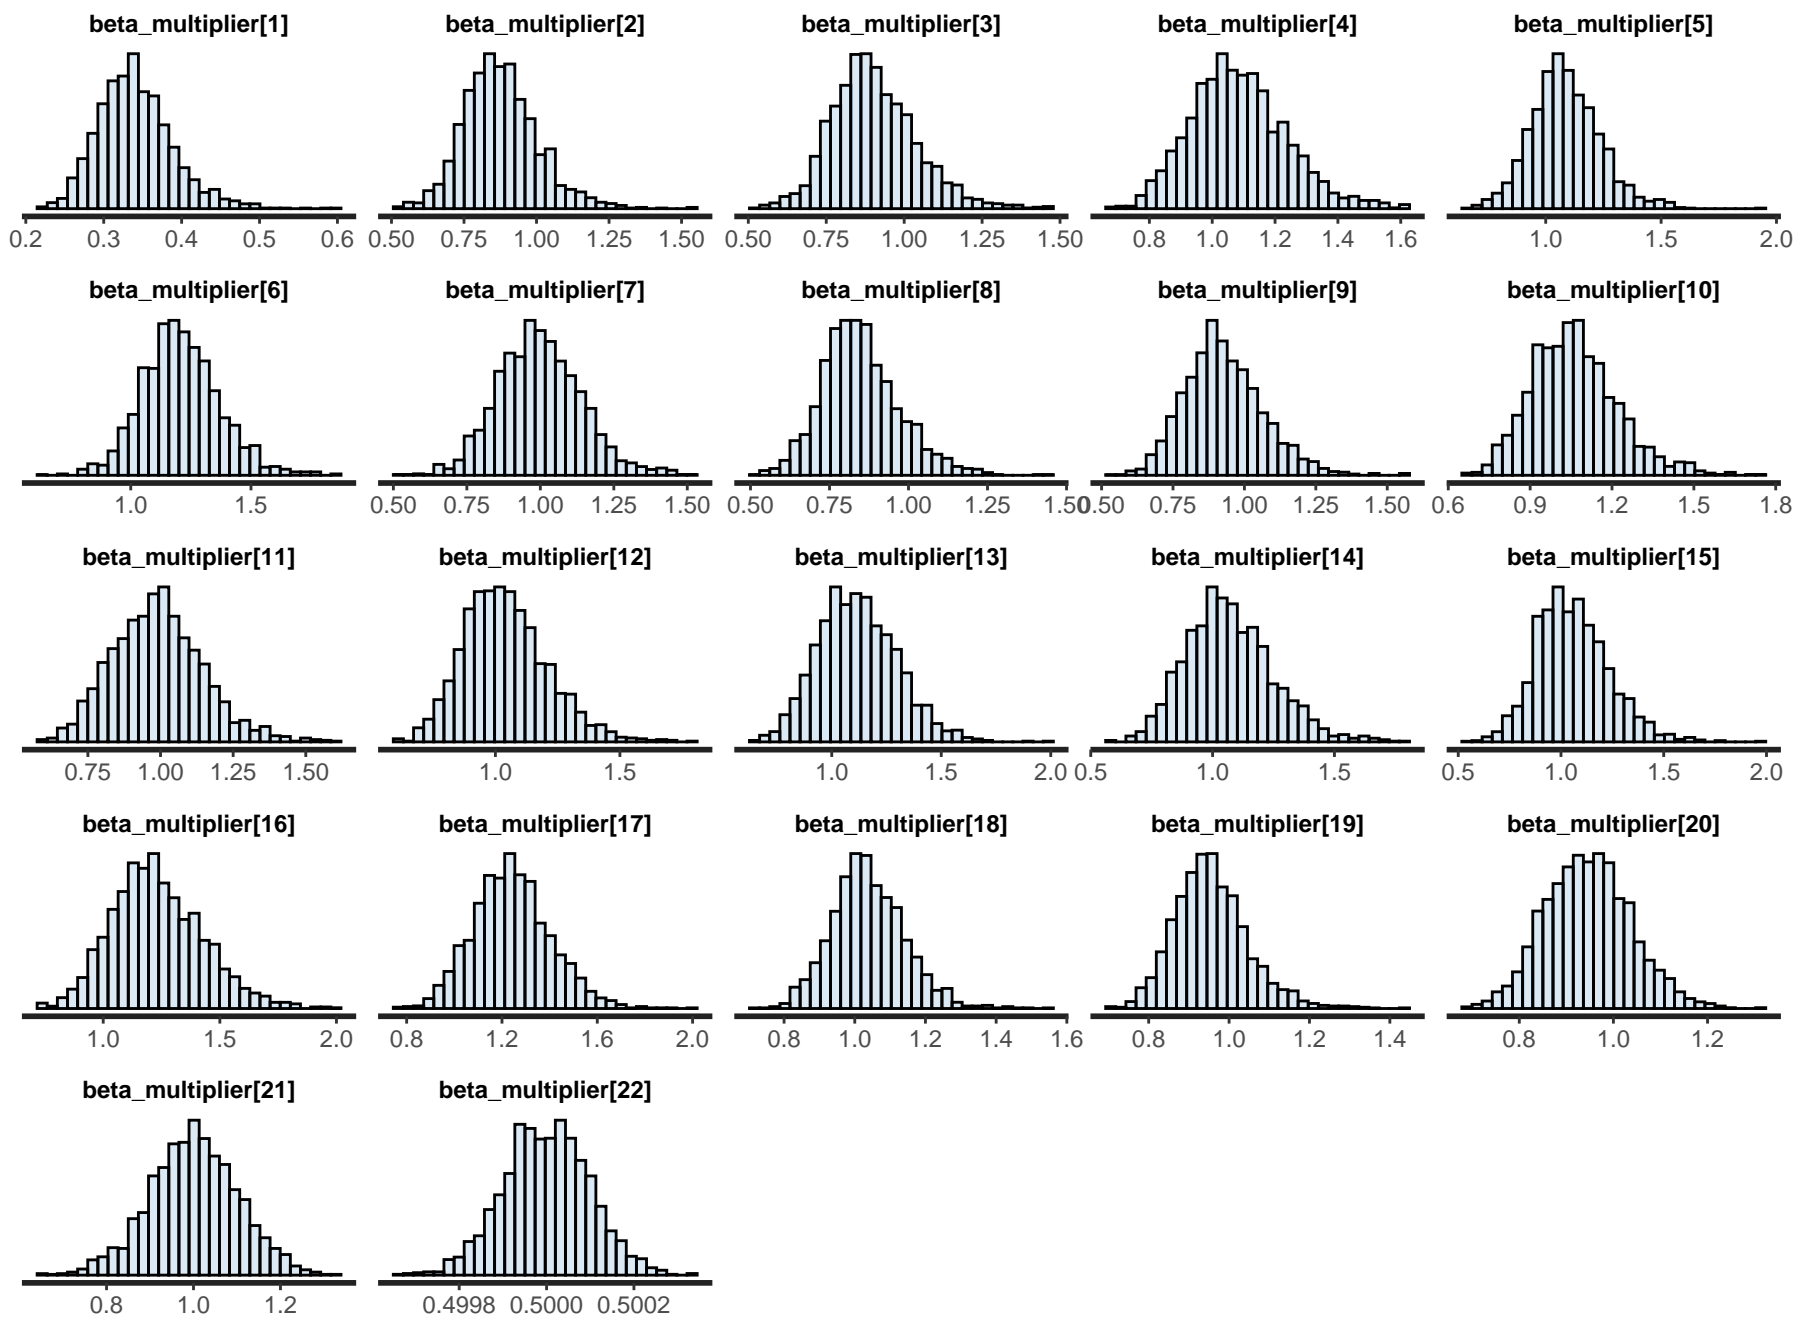 beta_multiplier[1] beta_multiplier[2] beta_multiplier[3] beta_multiplier[4] beta_multiplier[5]
0.2 0.3 0.4 0.5 0.6 0.50 0.75 1.00 1.25 1.50 0.50 0.75 1.00 1.25 1.50 0.8 1.0 1.2 1.4 1.6 1.0 1.5 2.0
beta_multiplier[6] beta_multiplier[7] beta_multiplier[8] beta_multiplier[9] beta_multiplier[10]
1.0 1.5 0.50 0.75 1.00 1.25 1.50 0.50 0.75 1.00 1.25 1.50 0.50 0.75 1.00 1.25 1.50 0.6 0.9 1.2 1.5 1.8
beta_multiplier[11] beta_multiplier[12] beta_multiplier[13] beta_multiplier[14] beta_multiplier[15]
0.75 1.00 1.25 1.50 1.0 1.5 1.0 1.5 2.0 0.5 1.0 1.5 0.5 1.0 1.5 2.0
beta_multiplier[16] beta_multiplier[17] beta_multiplier[18] beta_multiplier[19] beta_multiplier[20]
1.0 1.5 2.0 0.8 1.2 1.6 2.0 0.8 1.0 1.2 1.4 1.6 0.8 1.0 1.2 1.4 0.8 1.0 1.2
beta_multiplier[21] beta_multiplier[22]
0.8 1.0 1.2 0.4998 0.5000 0.5002